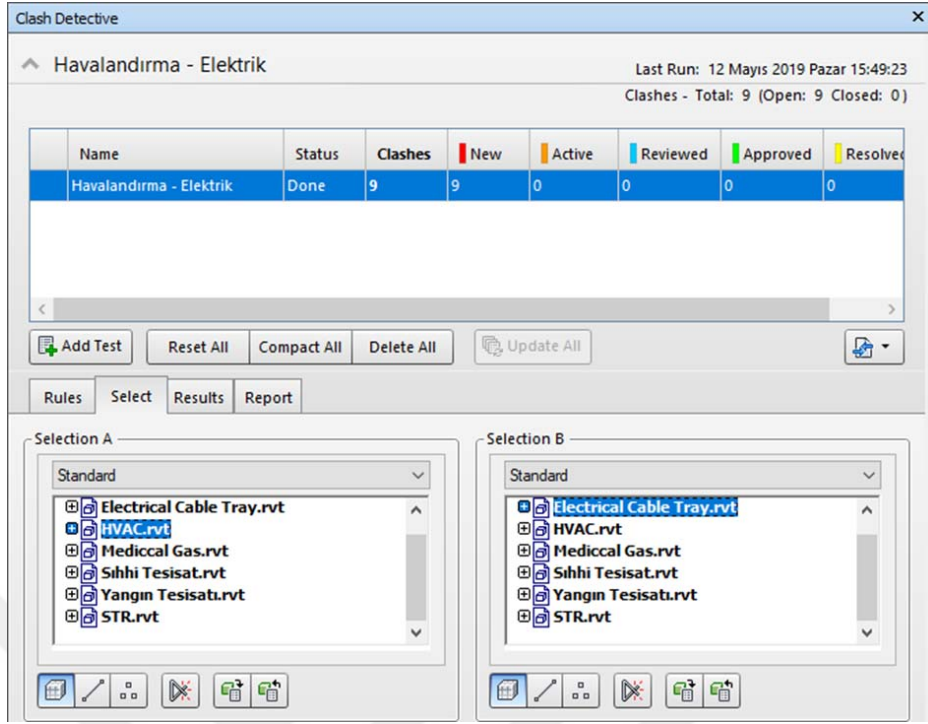 Clash Detective
Havalandırma - Elektrik
Last Run: 12 Mayıs 2019 Pazar 15:49:23
Clashes - Total: 9 (Open: 9 Closed: 0)
Name Status Clashes New Active Reviewed Approved Resolved
Havalandırma - Elektrik Done 9 9 0 0 0 0
Add Test Reset All Compact All Delete All Update All
Rules Select Results Report
Selection A
Standard
Electrical Cable Tray.rvt
HVAC.rvt
Mediccal Gas.rvt
Sıhhi Tesisat.rvt
Yangın Tesisatı.rvt
STR.rvt
Selection B
Standard
Electrical Cable Tray.rvt
HVAC.rvt
Mediccal Gas.rvt
Sıhhi Tesisat.rvt
Yangın Tesisatı.rvt
STR.rvt